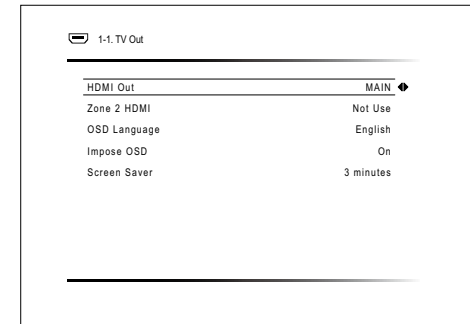 1-1. TV Out
HDMI Out MAIN
Zone 2 HDMI Not Use
OSD Language English
Impose OSD On
Screen Saver 3 minutes